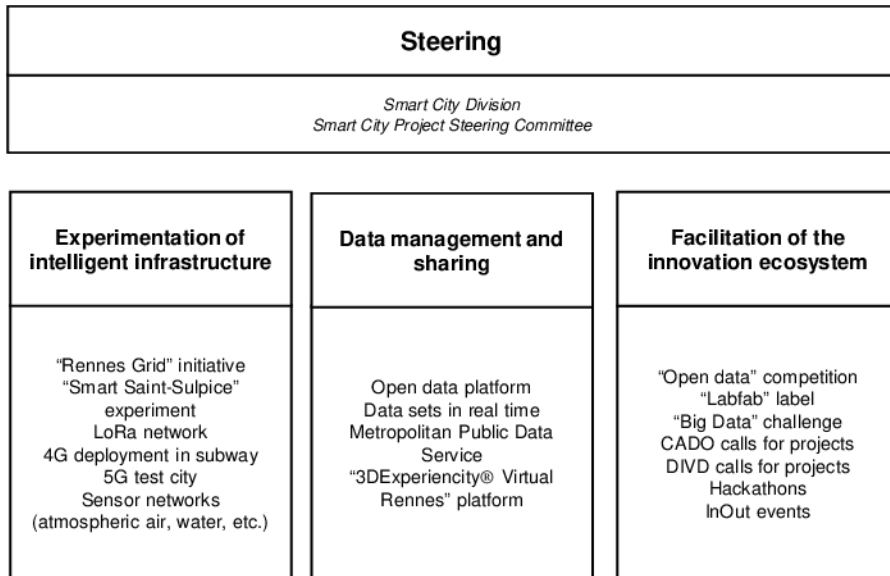 Steering
Smart City Division
Smart City Project Steering Committee
Experimentation of
intelligent infrastructure
“Rennes Grid” initiative
“Smart Saint-Sulpice”
experiment
LoRa network
4G deployment in subway
5G test city
Sensor networks
(atmospheric air, water, etc.)
Data management and
sharing
Open data platform
Data sets in real time
Metropolitan Public Data
Service
“3DExperiencity® Virtual
Rennes” platform
Facilitation of the
innovation ecosystem
“Open data” competition
“Labfab” label
“Big Data” challenge
CADO calls for projects
DIVD calls for projects
Hackathons
InOut events